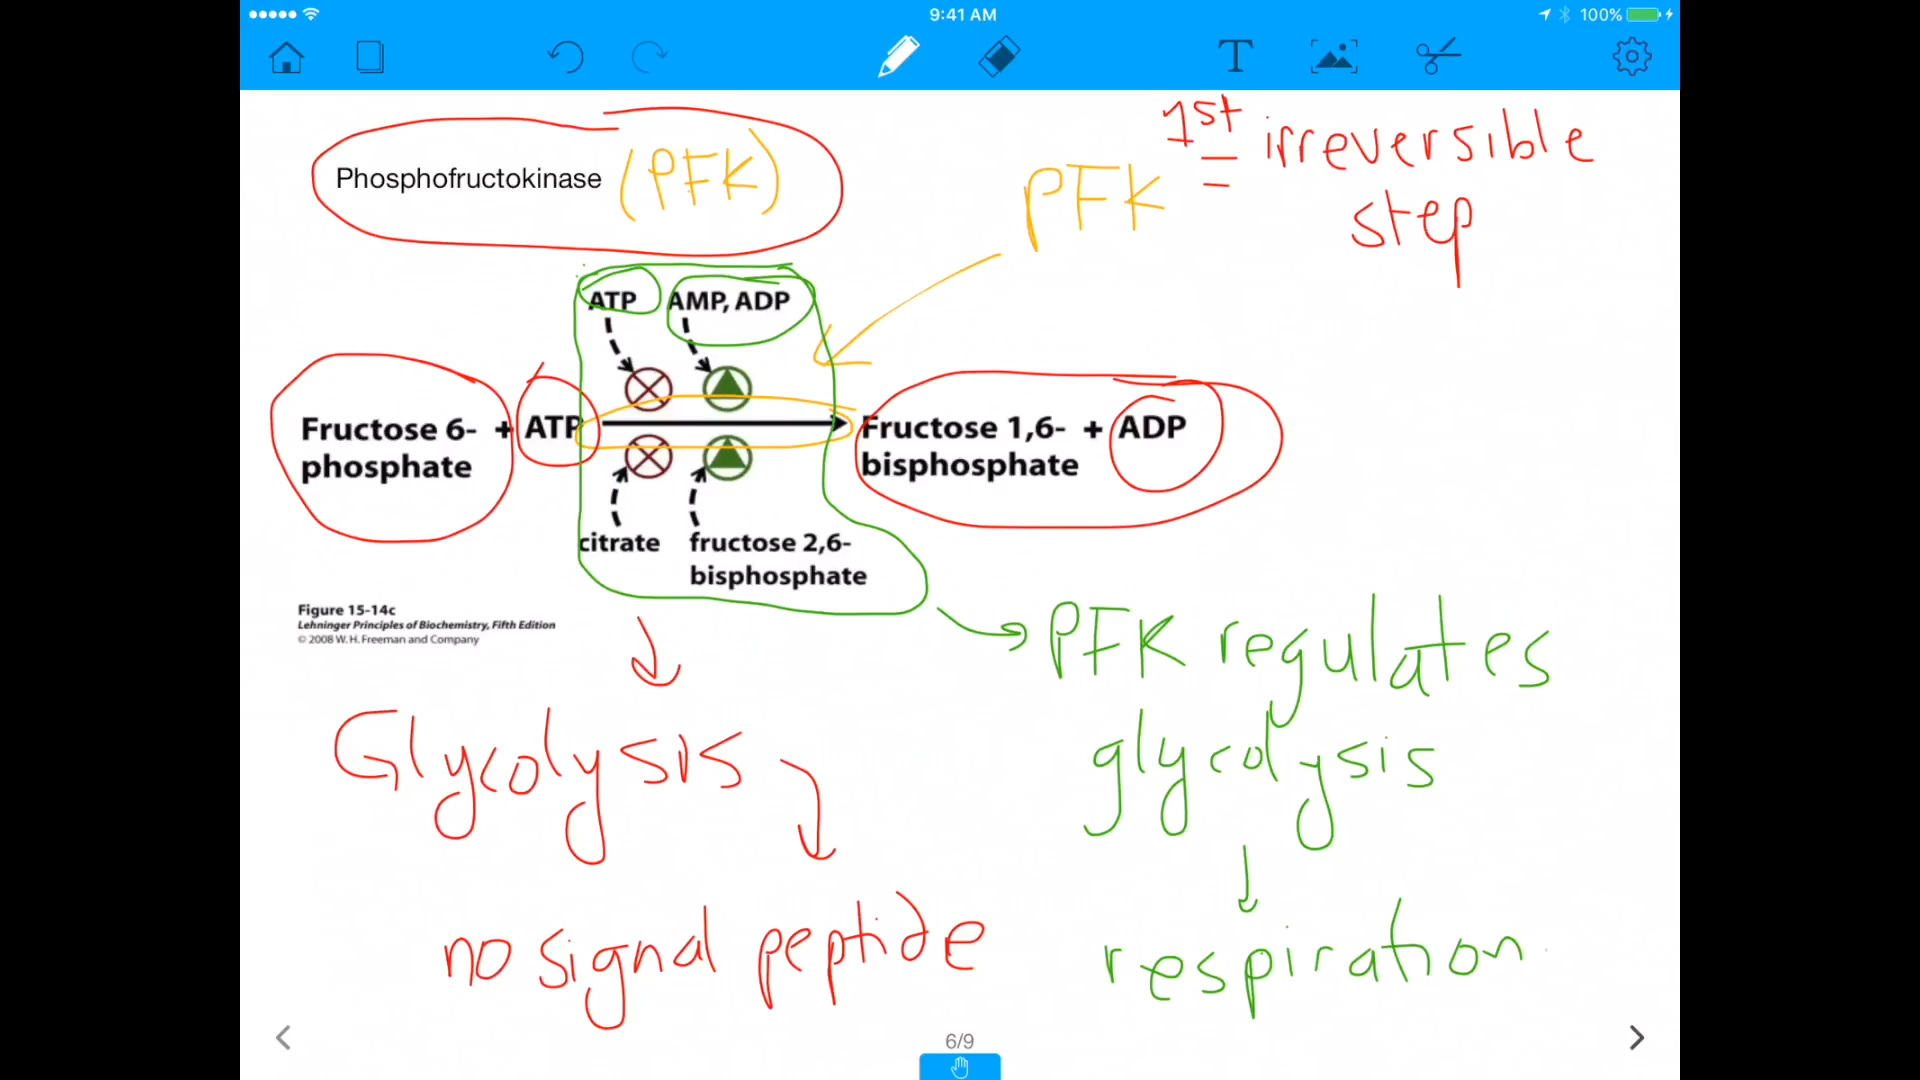 9:41 AM
100%
T
Phosphofructokinase (PFK)
PFK
1st irreversible
step
ATP AMP, ADP
Fructose 6-phosphate + ATP
Fructose 1,6-bisphosphate + ADP
citrate fructose 2,6-
bisphosphate
Figure 15-14c
Lehninger Principles of Biochemistry, Fifth Edition
© 2008 W. H. Freeman and Company
PFK regulates
glycolysis
respiration
Glycolysis
no signal peptide
6/9